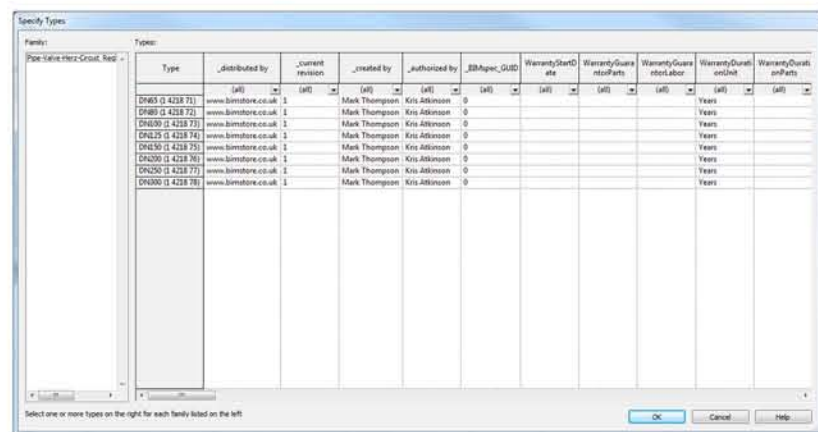 Specify Types
Family: Types:
Pipe-Valve-Herz-Circuit Reg
Type _distributed by _current revision _created by _authorized by _BIMspec_GUID WarrantyStartDate WarrantyGuarantorParts WarrantyGuarantorLabor WarrantyDurationUnit WarrantyDurationParts
(all) (all) (all) (all) (all) (all) (all) (all) (all) (all)
DN65 (1 4218 71) www.bimstore.co.uk 1 Mark Thompson Kris Atkinson 0 Years
DN80 (1 4218 72) www.bimstore.co.uk 1 Mark Thompson Kris Atkinson 0 Years
DN100 (1 4218 73) www.bimstore.co.uk 1 Mark Thompson Kris Atkinson 0 Years
DN125 (1 4218 74) www.bimstore.co.uk 1 Mark Thompson Kris Atkinson 0 Years
DN150 (1 4218 75) www.bimstore.co.uk 1 Mark Thompson Kris Atkinson 0 Years
DN200 (1 4218 76) www.bimstore.co.uk 1 Mark Thompson Kris Atkinson 0 Years
DN250 (1 4218 77) www.bimstore.co.uk 1 Mark Thompson Kris Atkinson 0 Years
DN300 (1 4218 78) www.bimstore.co.uk 1 Mark Thompson Kris Atkinson 0 Years
Select one or more types on the right for each family listed on the left
OK Cancel Help